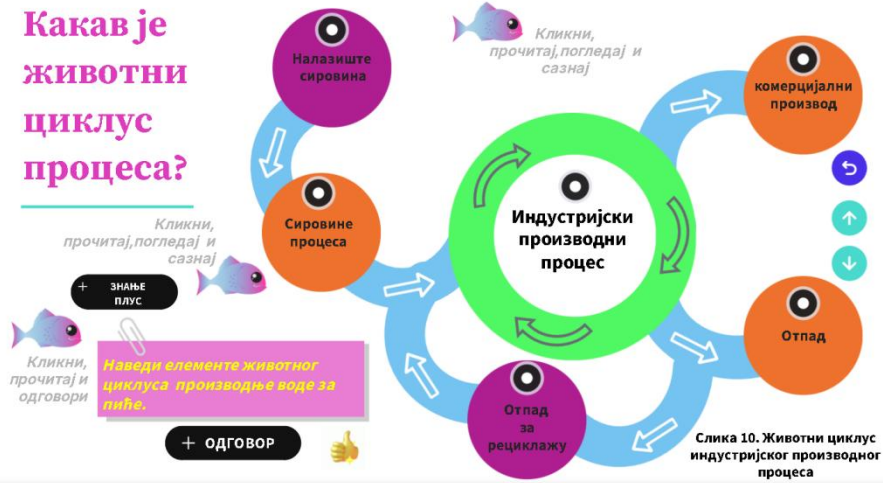 Какав је
животни
циклус
процеса?
Кликни,
прочитај,погледај и
сазнај
Налазиште
сировина
комерцијални
производ
Сировине
процеса
Индустријски
производни
процес
Кликни,
прочитај,погледај и
сазнај
+ ЗНАЊЕ
ПЛУС
Кликни,
прочитај и
одговори
Наведи елементе животног
циклуса производње воде за
пиће.
+ ОДГОВОР
Отпад
Отпад
за
рециклажу
Слика 10. Животни циклус
индустријског производног
процеса